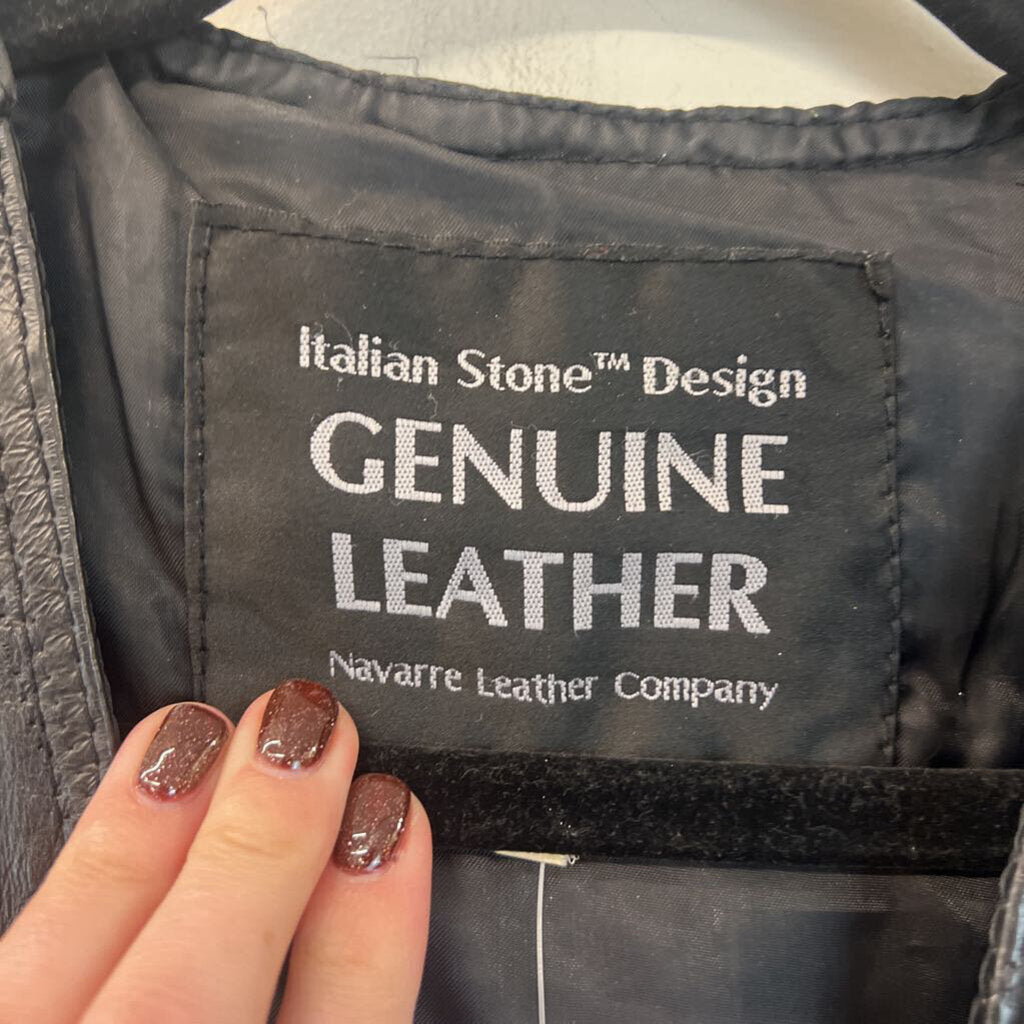 Italian Stone™ Design
GENUINE
LEATHER
Navarre Leather Company